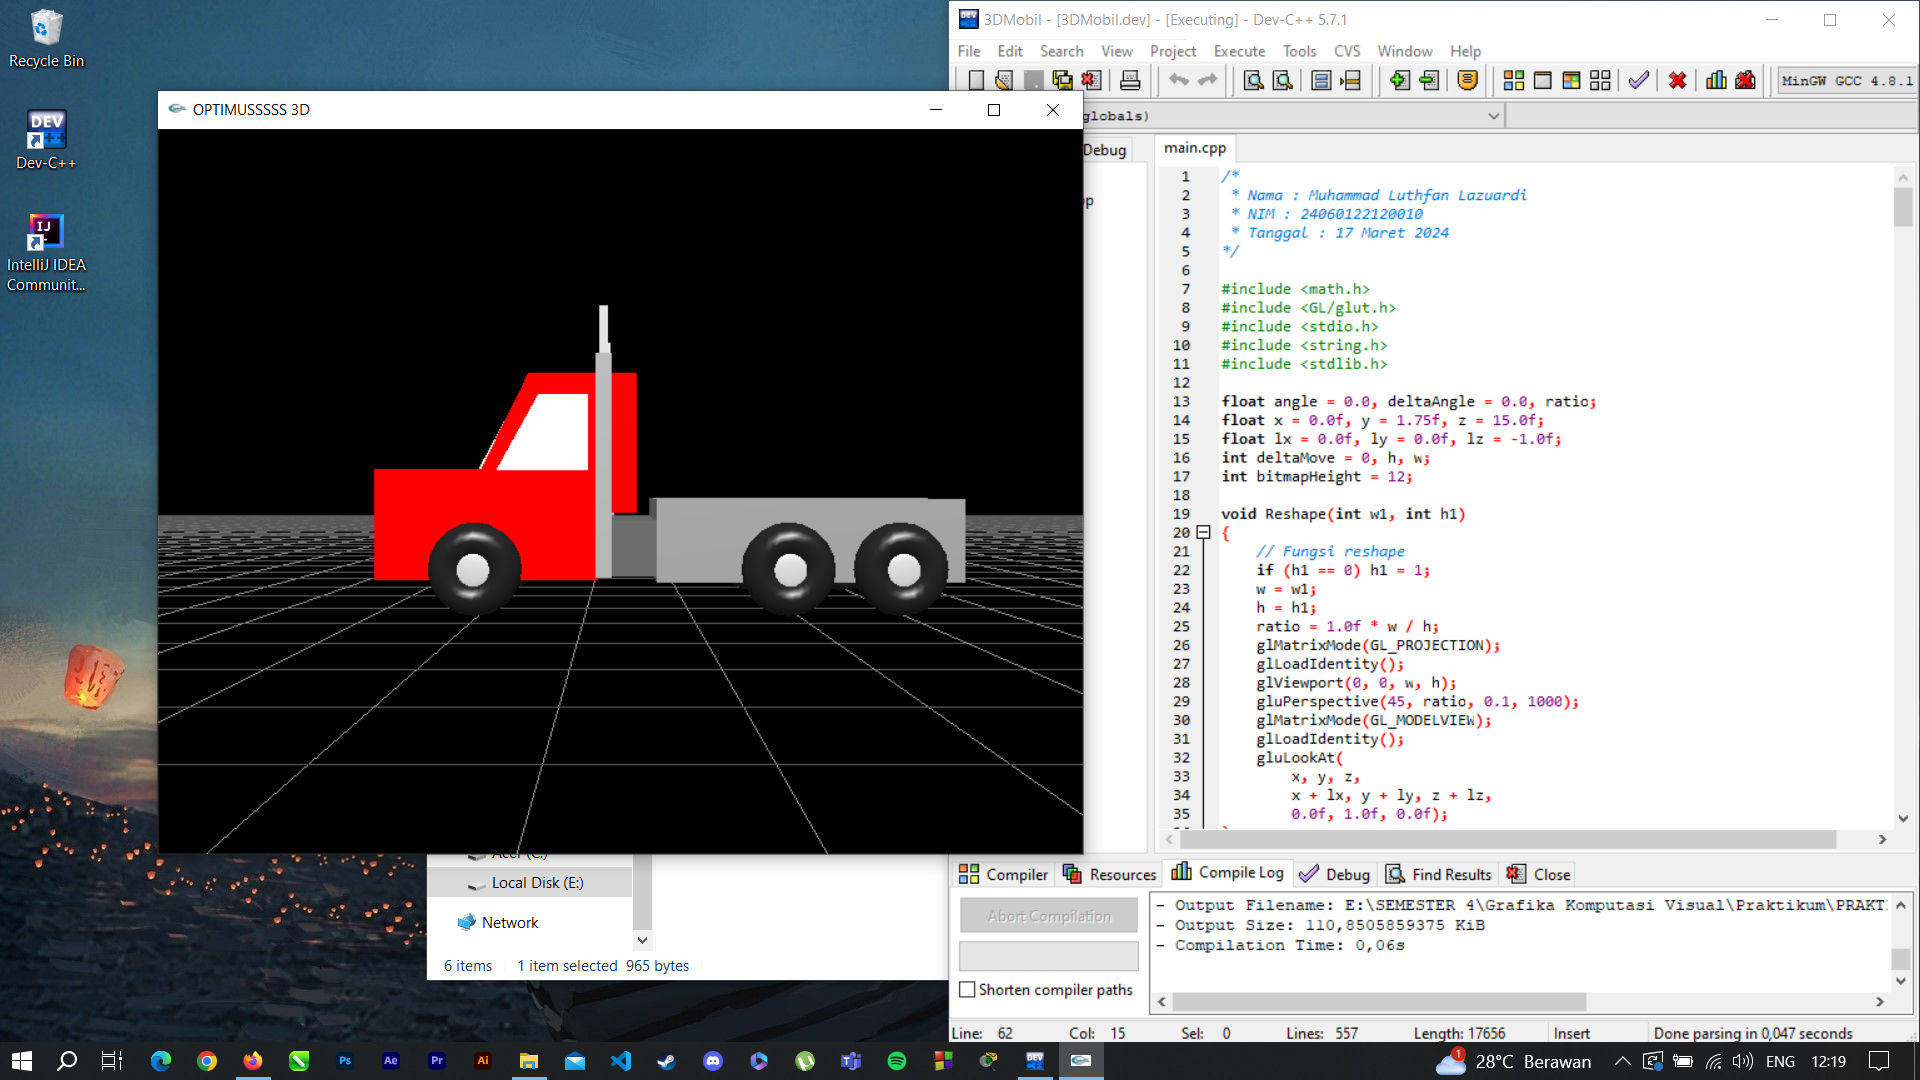 Recycle Bin
Dev-C++
IntelliJ IDEA
Communit...
OPTIMUSSSSS 3D
3DMobil - [3DMobil.dev] - [Executing] - Dev-C++ 5.7.1
File Edit Search View Project Execute Tools CVS Window Help
MinGW GCC 4.8.1
globals)
Debug
main.cpp
1 /*
2 * Nama : Muhammad Luthfan Lazuardi
3 * NIM : 24060122120010
4 * Tanggal : 17 Maret 2024
5 */
6
7 #include <math.h>
8 #include <GL/glut.h>
9 #include <stdio.h>
10 #include <string.h>
11 #include <stdlib.h>
12
13 float angle = 0.0, deltaAngle = 0.0, ratio;
14 float x = 0.0f, y = 1.75f, z = 15.0f;
15 float lx = 0.0f, ly = 0.0f, lz = -1.0f;
16 int deltaMove = 0, h, w;
17 int bitmapHeight = 12;
18
19 void Reshape(int w1, int h1)
20 {
21 // Fungsi reshape
22 if (h1 == 0) h1 = 1;
23 w = w1;
24 h = h1;
25 ratio = 1.0f * w / h;
26 glMatrixMode(GL_PROJECTION);
27 glLoadIdentity();
28 glViewport(0, 0, w, h);
29 gluPerspective(45, ratio, 0.1, 1000);
30 glMatrixMode(GL_MODELVIEW);
31 glLoadIdentity();
32 gluLookAt(
33 x, y, z,
34 x + lx, y + ly, z + lz,
35 0.0f, 1.0f, 0.0f);
Acer (C:)
Local Disk (E:)
Network
6 items 1 item selected 965 bytes
Compiler Resources Compile Log Debug Find Results Close
Abort Compilation
Shorten compiler paths
- Output Filename: E:\SEMESTER 4\Grafika Komputasi Visual\Praktikum\PRAKT
- Output Size: 110,8505859375 KiB
- Compilation Time: 0,06s
Line: 62 Col: 15 Sel: 0 Lines: 557 Length: 17656 Insert Done parsing in 0,047 seconds
28°C Berawan ENG 12:19